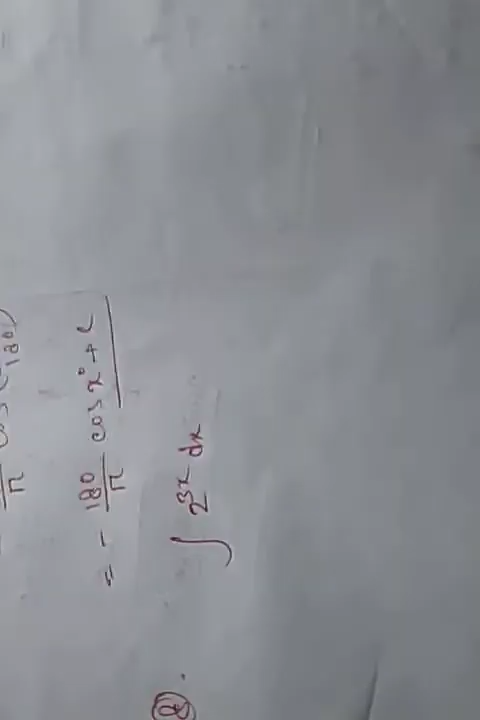 = - 180/π cos x° + c
∫ 2^{3x} dx